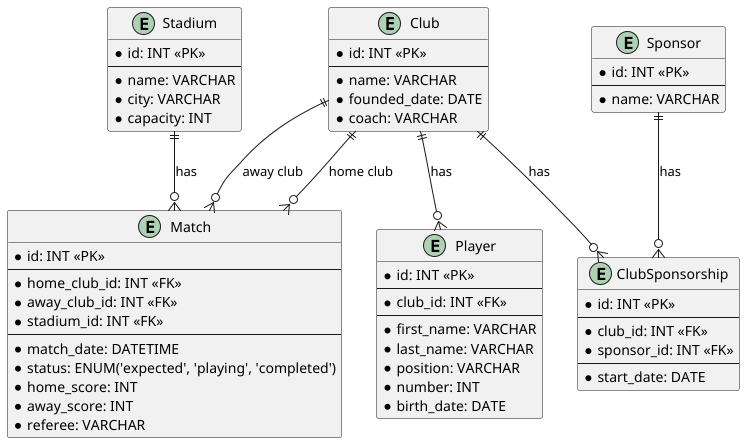 E Stadium
* id: INT «PK»
* name: VARCHAR
* city: VARCHAR
* capacity: INT
E Club
* id: INT «PK»
* name: VARCHAR
* founded_date: DATE
* coach: VARCHAR
E Sponsor
* id: INT «PK»
* name: VARCHAR
has
away club
home club
has
has
has
E Match
* id: INT «PK»
* home_club_id: INT «FK»
* away_club_id: INT «FK»
* stadium_id: INT «FK»
* match_date: DATETIME
* status: ENUM('expected', 'playing', 'completed')
* home_score: INT
* away_score: INT
* referee: VARCHAR
E Player
* id: INT «PK»
* club_id: INT «FK»
* first_name: VARCHAR
* last_name: VARCHAR
* position: VARCHAR
* number: INT
* birth_date: DATE
E ClubSponsorship
* id: INT «PK»
* club_id: INT «FK»
* sponsor_id: INT «FK»
* start_date: DATE